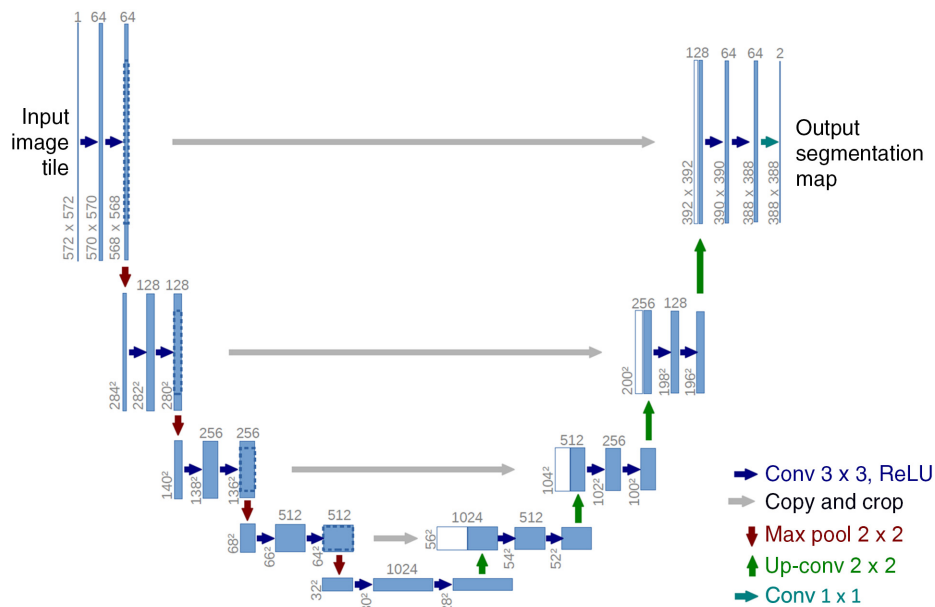 1 64 64
128 64 64 2
Input
image
tile
Output
segmentation
map
572 x 572
570 x 570
568 x 568
392 x 392
390 x 390
388 x 388
388 x 388
128 128
256 128
284²
282²
280²
200²
198²
196²
256 256
512 256
140²
138²
136²
104²
102²
100²
512 512
1024 512
68²
66²
64²
56²
54²
52²
1024
32²
Conv 3 x 3, ReLU
Copy and crop
Max pool 2 x 2
Up-conv 2 x 2
Conv 1 x 1